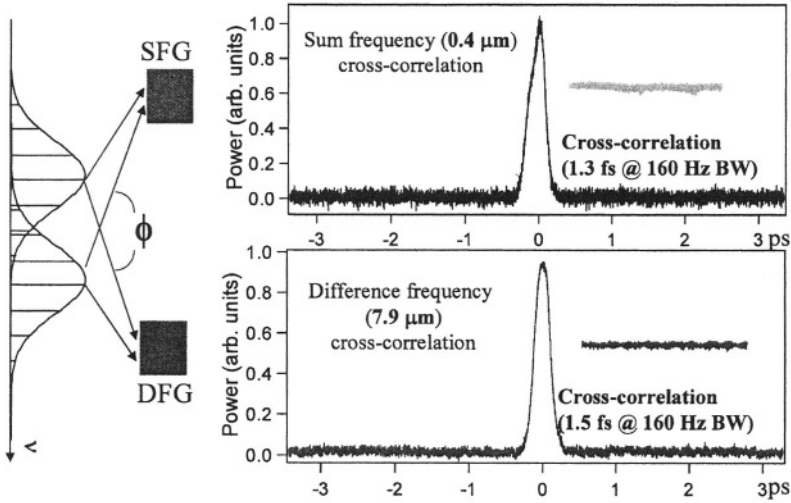 SFG
ϕ
DFG
ν
Power (arb. units)
1.0
0.8
0.6
0.4
0.2
0.0
Sum frequency (0.4 μm)
cross-correlation
Cross-correlation
(1.3 fs @ 160 Hz BW)
-3 -2 -1 0 1 2 3 ps
Power (arb. units)
1.0
0.8
0.6
0.4
0.2
0.0
Difference frequency
(7.9 μm)
cross-correlation
Cross-correlation
(1.5 fs @ 160 Hz BW)
-3 -2 -1 0 1 2 3 ps